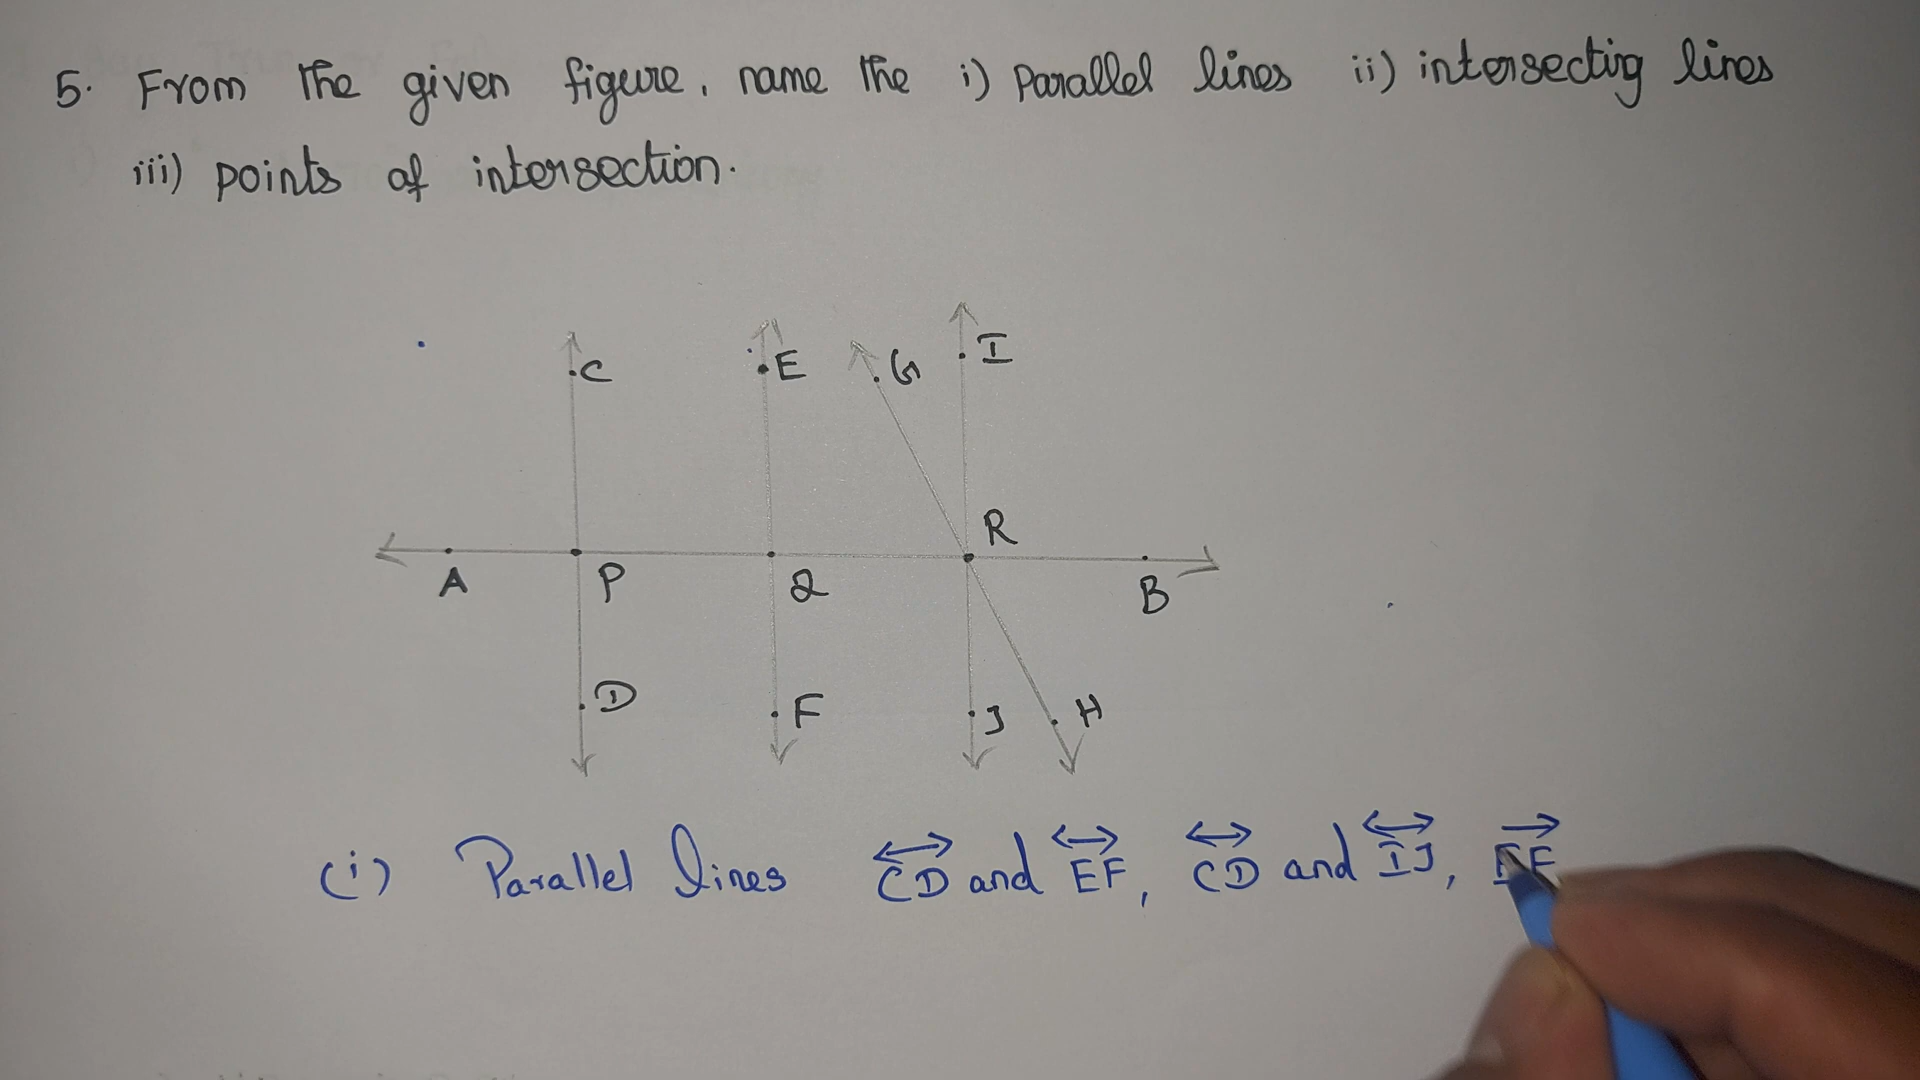 5. From the given figure, name the i) Parallel lines ii) intersecting lines
iii) points of intersection.
C E G I
R
A P Q B
D F J H
(i) Parallel lines CD and EF, CD and IJ, EF